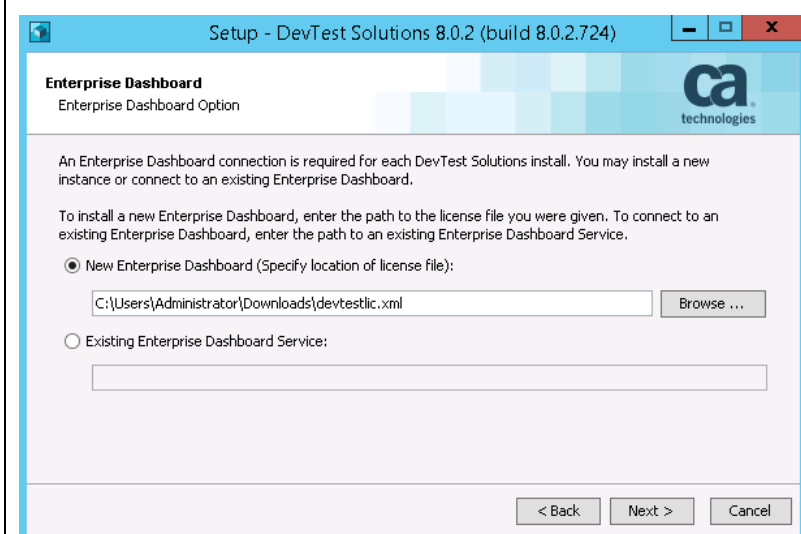 Setup - DevTest Solutions 8.0.2 (build 8.0.2.724)
Enterprise Dashboard
Enterprise Dashboard Option
ca
technologies
An Enterprise Dashboard connection is required for each DevTest Solutions install. You may install a new
instance or connect to an existing Enterprise Dashboard.
To install a new Enterprise Dashboard, enter the path to the license file you were given. To connect to an
existing Enterprise Dashboard, enter the path to an existing Enterprise Dashboard Service.
New Enterprise Dashboard (Specify location of license file):
C:\Users\Administrator\Downloads\devtestlic.xml
Browse ...
Existing Enterprise Dashboard Service:
< Back
Next >
Cancel